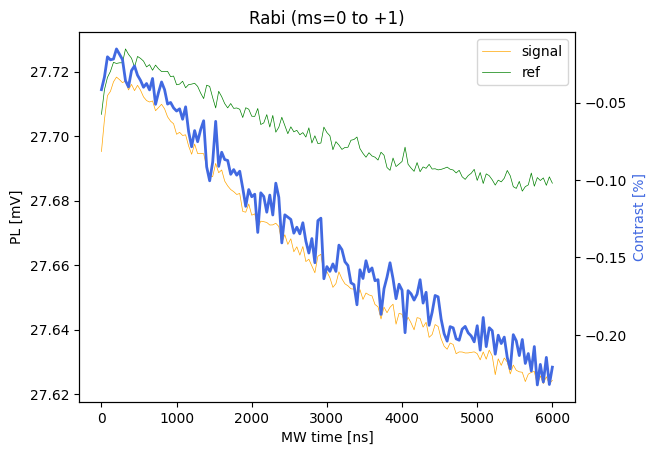 Rabi (ms=0 to +1)
signal
ref
27.72
27.70
27.68
27.66
27.64
27.62
PL [mV]
−0.05
−0.10
−0.15
−0.20
Contrast [%]
0
1000
2000
3000
4000
5000
6000
MW time [ns]